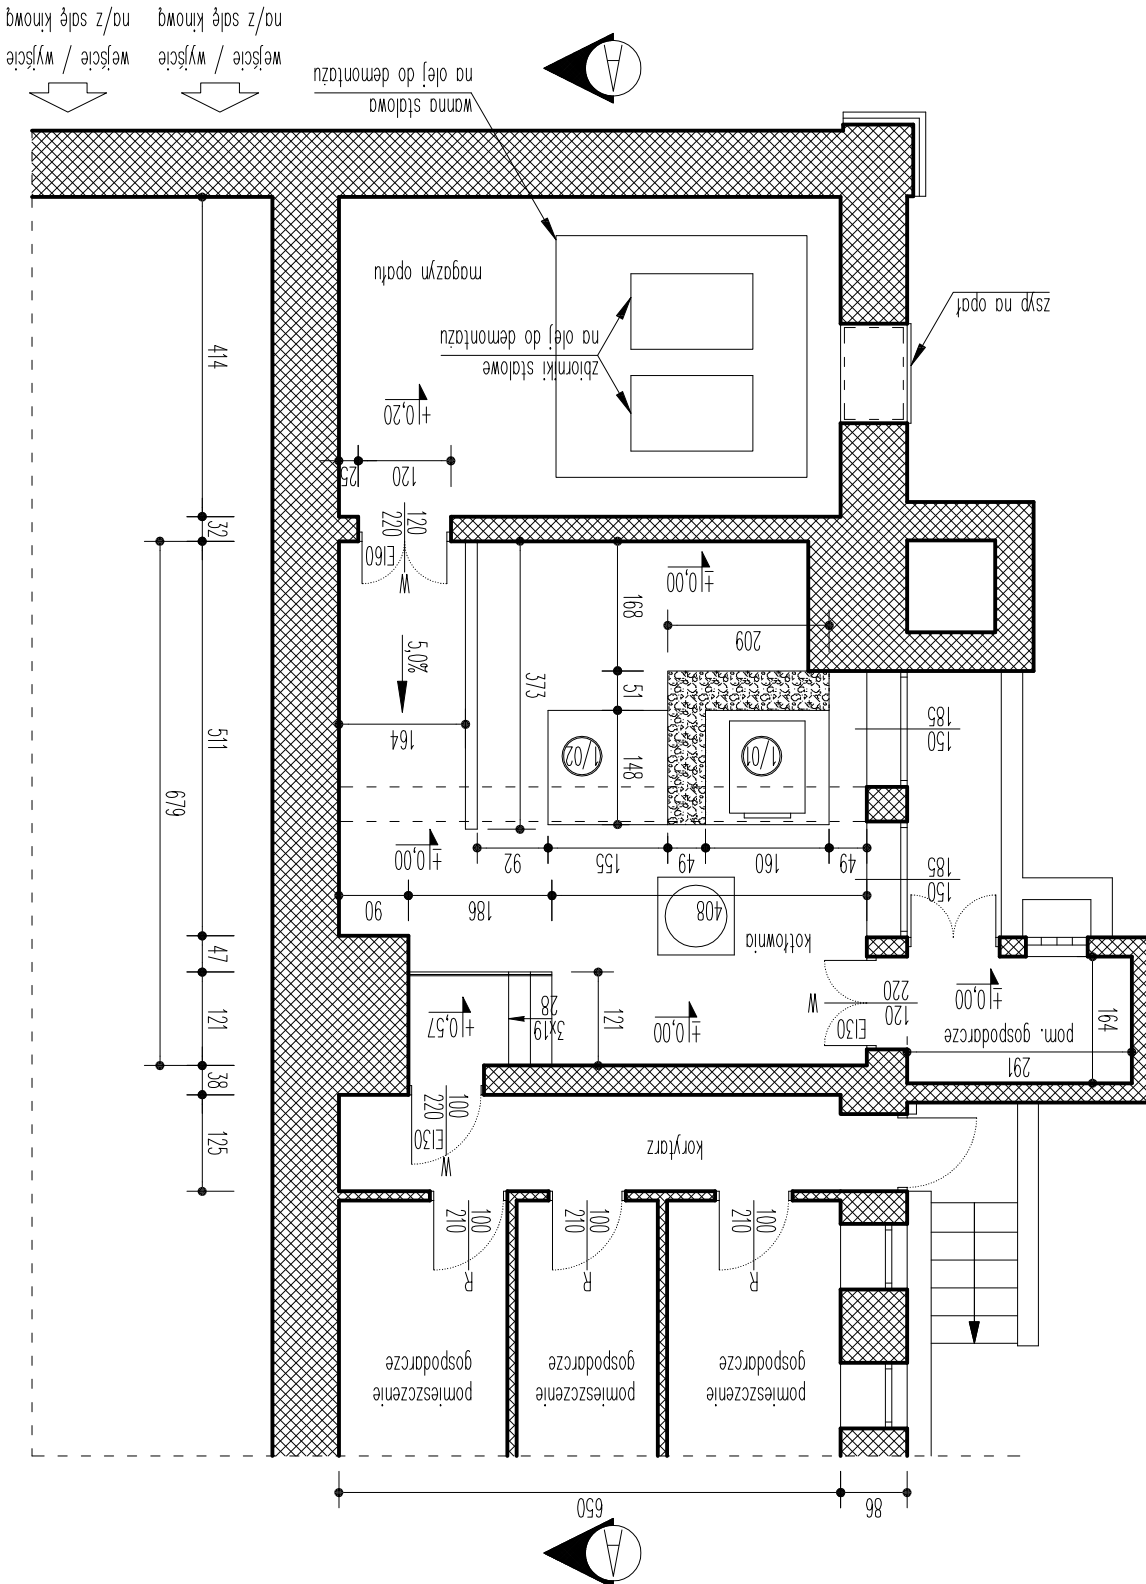 A
86
650
pomieszczenie
gospodarcze
pomieszczenie
gospodarcze
pomieszczenie
gospodarcze
R
100
210
R
100
210
R
100
210
korytarz
W
EI30
100
220
125
38
121
47
511
32
414
679
291
164
pom. gospodarcze
±0,00
EI30
120
220
W
±0,00
121
3x19
28
+0,57
kotłownia
408
186
90
150
185
150
185
49
160
49
155
92
±0,00
1/01
1/02
148
51
168
373
164
5,0%
209
±0,00
W
EI60
120
220
120
25
+0,20
zbiorniki stalowe
na olej do demontażu
zsyp na opał
magazyn opału
wanna stalowa
na olej do demontażu
A
wejście / wyjście
na/z salę kinową
wejście / wyjście
na/z salę kinową